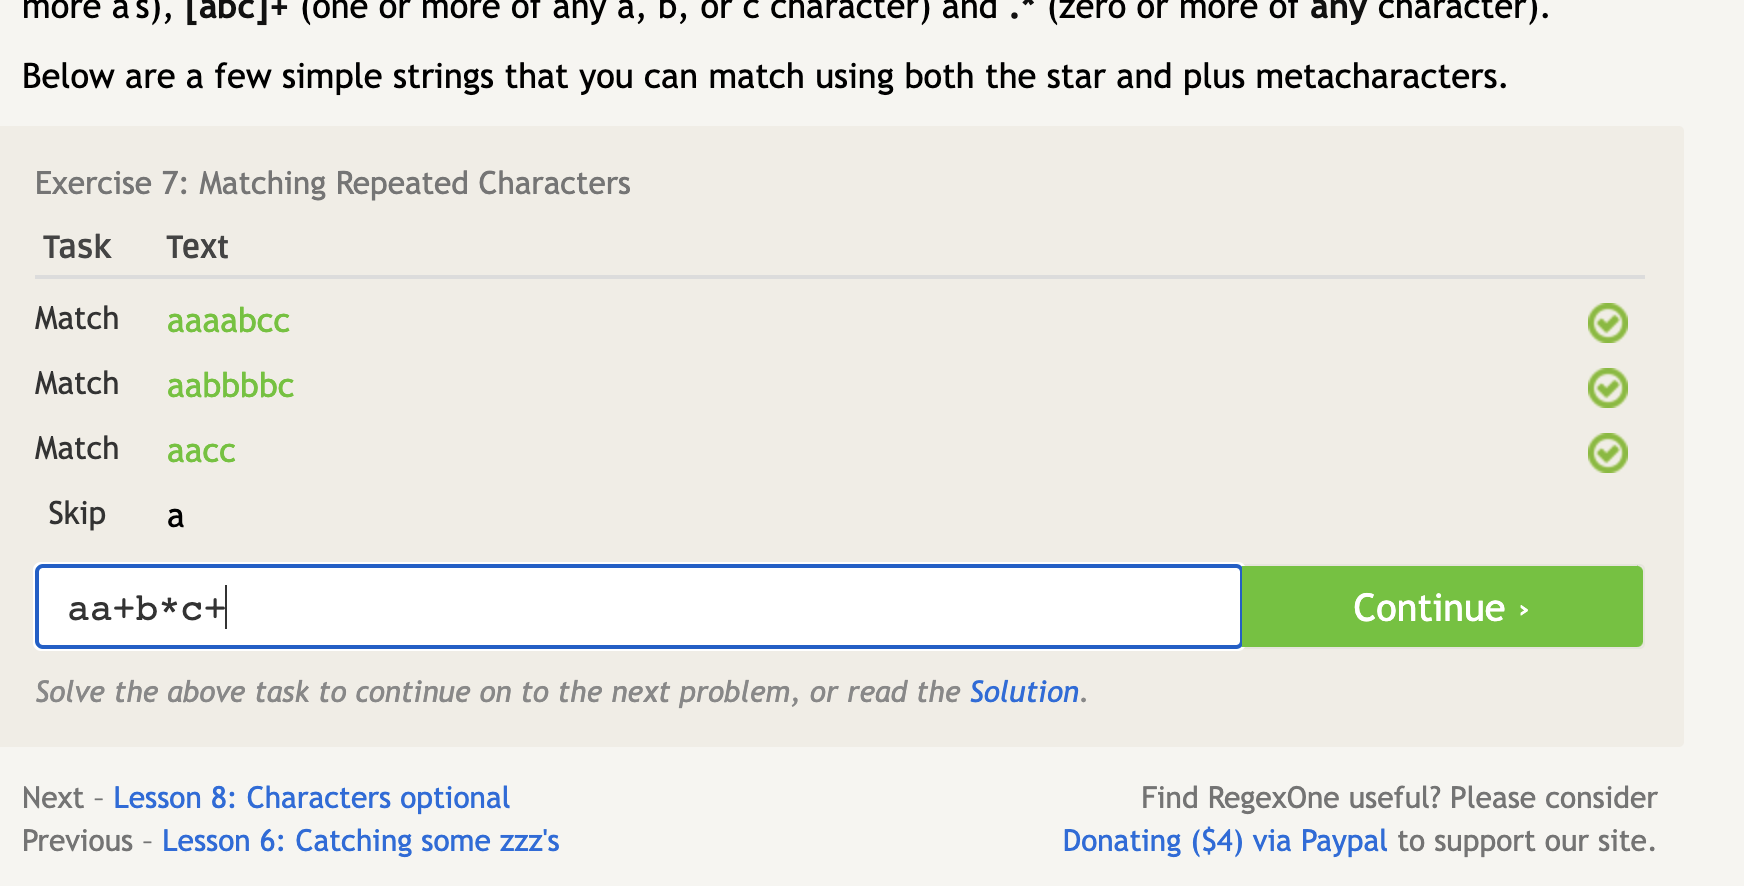 more a's), [abc]+ (one or more of any a, b, or c character) and .* (zero or more of any character).
Below are a few simple strings that you can match using both the star and plus metacharacters.
Exercise 7: Matching Repeated Characters
Task Text
Match aaaabcc
Match aabbbbc
Match aacc
Skip a
aa+b*c+
Continue ›
Solve the above task to continue on to the next problem, or read the Solution.
Next – Lesson 8: Characters optional
Previous – Lesson 6: Catching some zzz's
Find RegexOne useful? Please consider
Donating ($4) via Paypal to support our site.